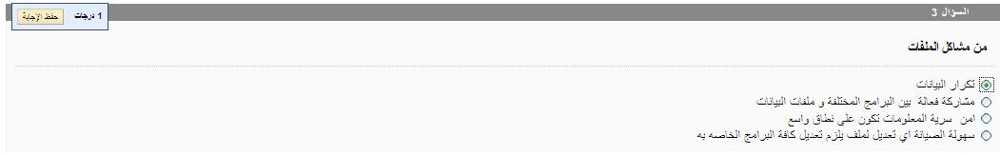 السؤال 3
1 درجات
حفظ الإجابة
من مشاكل الملفات
تكرار البيانات
مشاركة فعالة بين البرامج المختلفة و ملفات البيانات
امن سرية المعلومات تكون على نطاق واسع
سهولة الصيانة اي تعديل لملف يلزم تعديل كافة البرامج الخاصه به